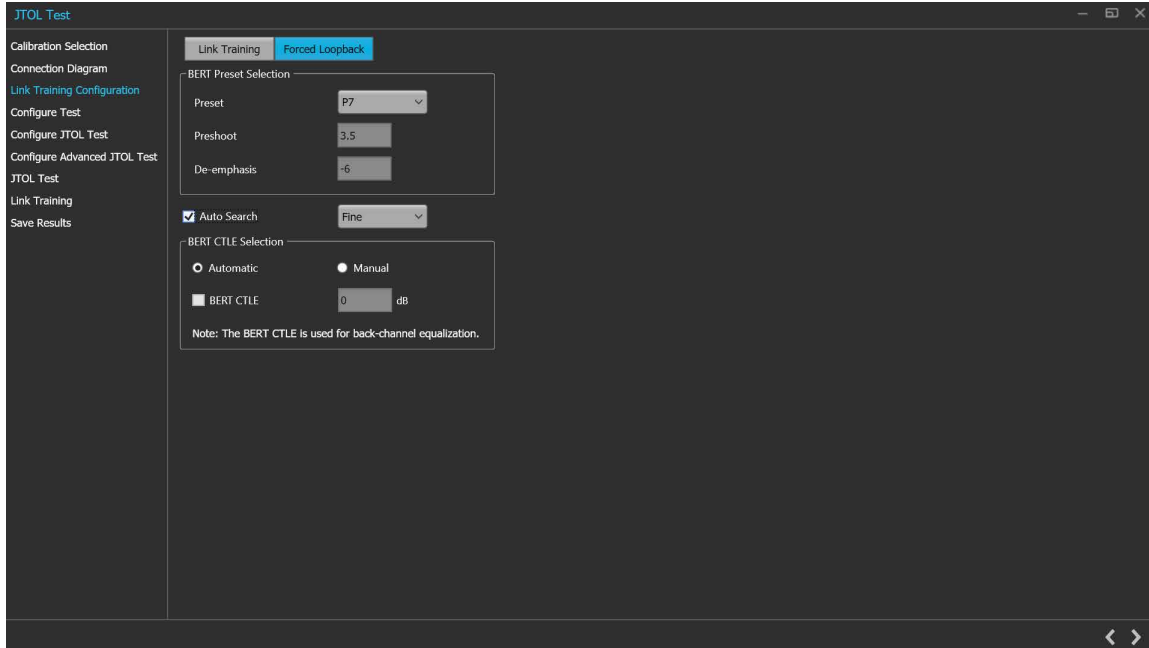 JTOL Test
Calibration Selection
Connection Diagram
Link Training Configuration
Configure Test
Configure JTOL Test
Configure Advanced JTOL Test
JTOL Test
Link Training
Save Results
Link Training Forced Loopback
BERT Preset Selection
Preset P7
Preshoot 3.5
De-emphasis -6
Auto Search Fine
BERT CTLE Selection
Automatic Manual
BERT CTLE 0 dB
Note: The BERT CTLE is used for back-channel equalization.